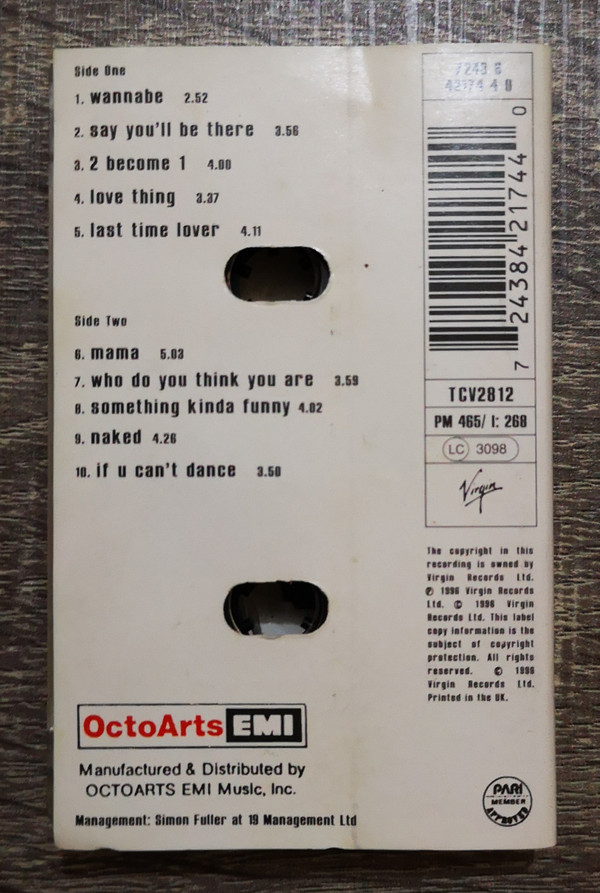 Side One
1. wannabe 2.52
2. say you'll be there 3.56
3. 2 become 1 4.00
4. love thing 3.37
5. last time lover 4.11
Side Two
6. mama 5.03
7. who do you think you are 3.59
8. something kinda funny 4.02
9. naked 4.26
10. if u can't dance 3.50
OctoArts EMI
Manufactured & Distributed by
OCTOARTS EMI Music, Inc.
Management: Simon Fuller at 19 Management Ltd
7243 8
42174 4 0
7 24384 21744 0
TCV2812
PM 465/ I: 268
LC 3098
Virgin
The copyright in this
recording is owned by
Virgin Records Ltd.
℗ 1996 Virgin Records
Ltd. © 1996 Virgin
Records Ltd. This label
copy information is the
subject of copyright
protection. All rights
reserved. © 1996
Virgin Records Ltd.
Printed in the UK.
PARI
MEMBER
APPROVED